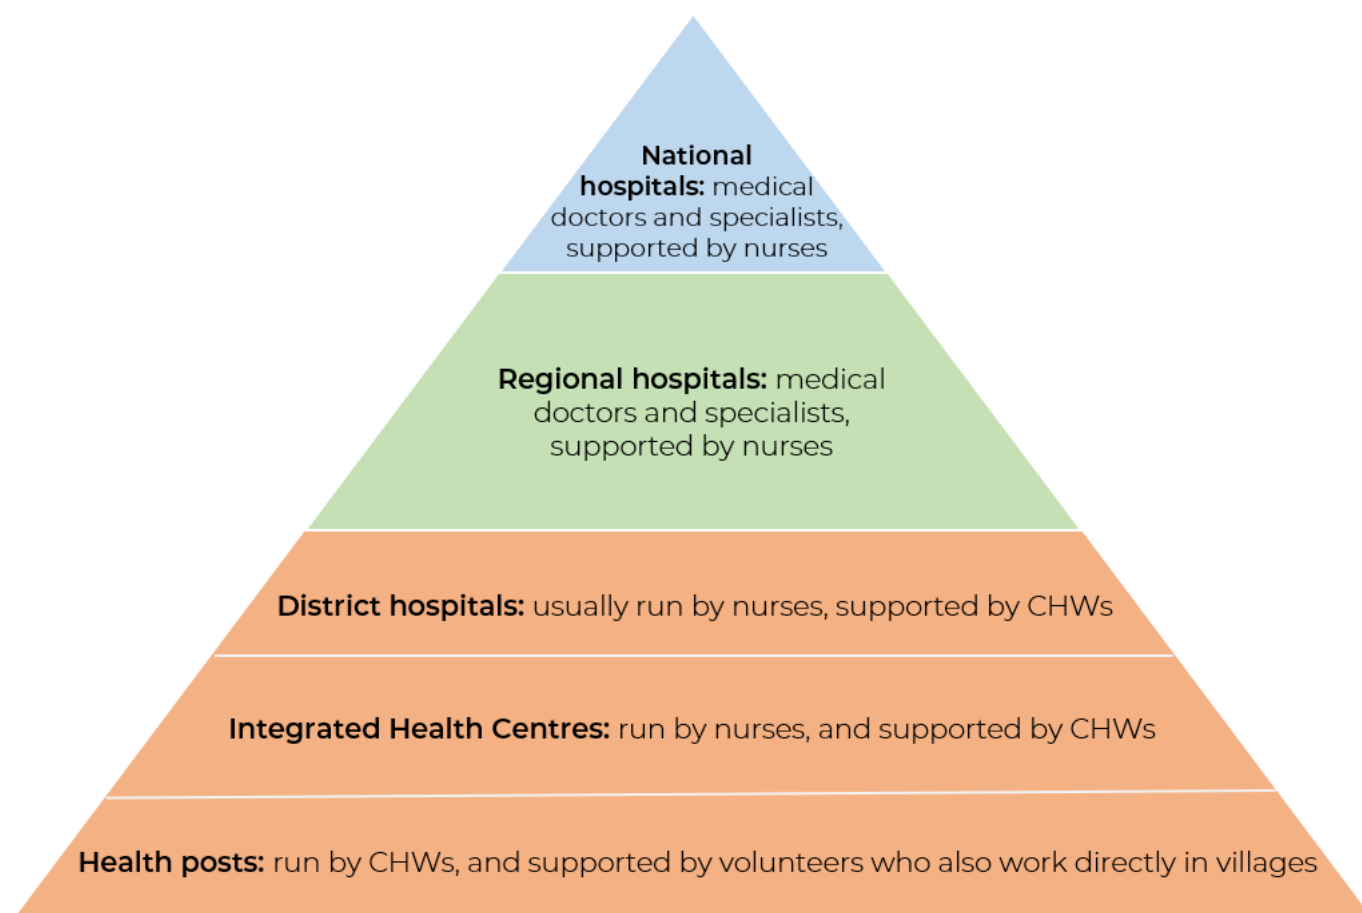 National
hospitals: medical
doctors and specialists,
supported by nurses
Regional hospitals: medical
doctors and specialists,
supported by nurses
District hospitals: usually run by nurses, supported by CHWs
Integrated Health Centres: run by nurses, and supported by CHWs
Health posts: run by CHWs, and supported by volunteers who also work directly in villages